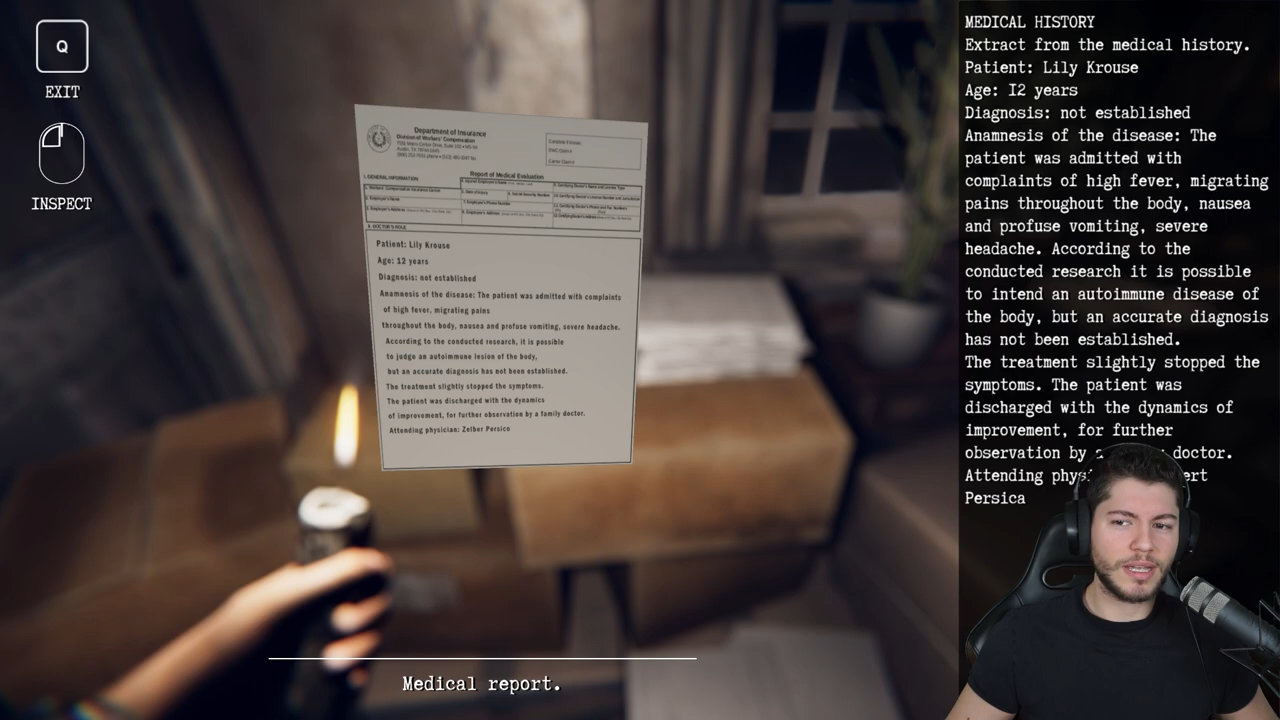 Q
EXIT
INSPECT
Department of Insurance
Division of Workers' Compensation
Report of Medical Evaluation
I. GENERAL INFORMATION
II. DOCTOR'S ROLE
Patient: Lily Krouse
Age: 12 years
Diagnosis: not established
Anamnesis of the disease: The patient was admitted with complaints
of high fever, migrating pains
throughout the body, nausea and profuse vomiting, severe headache.
According to the conducted research, it is possible
to judge an autoimmune lesion of the body,
but an accurate diagnosis has not been established.
The treatment slightly stopped the symptoms.
The patient was discharged with the dynamics
of improvement, for further observation by a family doctor.
Attending physician: Zelber Persico
Medical report.
MEDICAL HISTORY
Extract from the medical history.
Patient: Lily Krouse
Age: I2 years
Diagnosis: not established
Anamnesis of the disease: The
patient was admitted with
complaints of high fever, migrating
pains throughout the body, nausea
and profuse vomiting, severe
headache. According to the
conducted research it is possible
to intend an autoimmune disease of
the body, but an accurate diagnosis
has not been established.
The treatment slightly stopped the
symptoms. The patient was
discharged with the dynamics of
improvement, for further
observation by doctor.
Attending
Persica